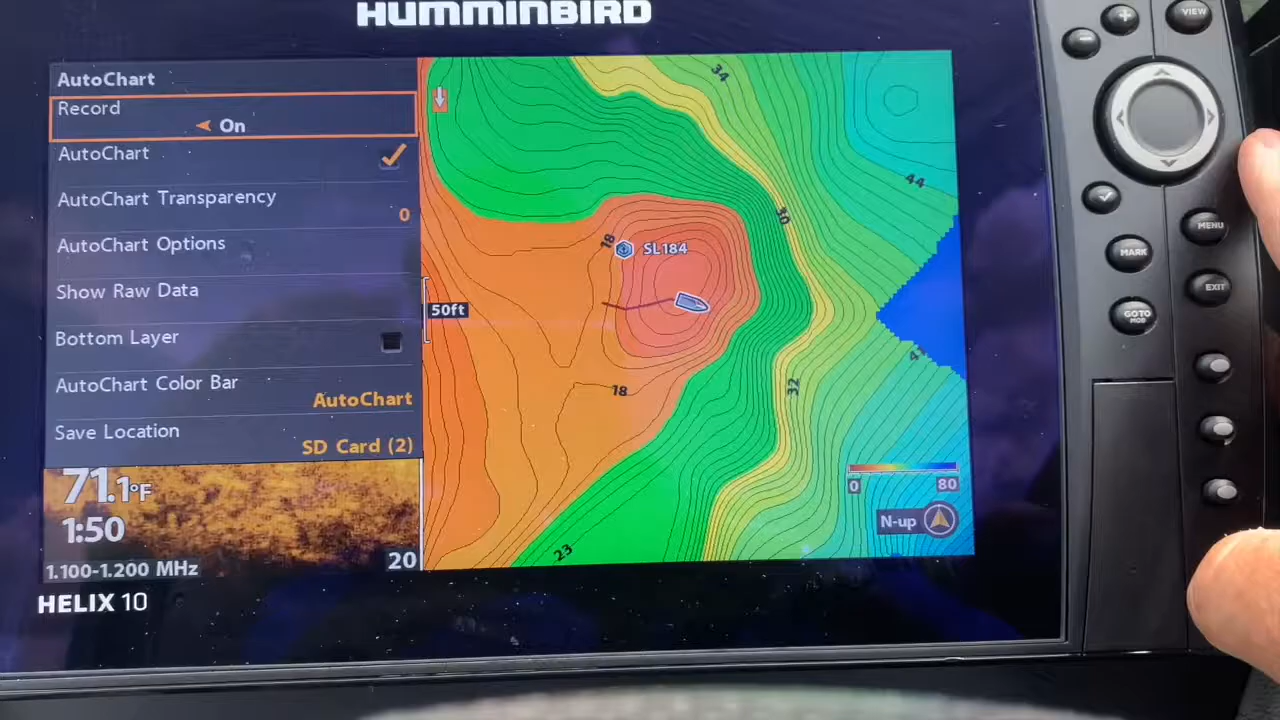 HUMMINBIRD
AutoChart
Record
On
AutoChart
AutoChart Transparency
0
AutoChart Options
Show Raw Data
Bottom Layer
AutoChart Color Bar
AutoChart
Save Location
SD Card (2)
71.1°F
1:50
20
1.100-1.200 MHz
HELIX 10
34
44
30
18
SL184
50ft
18
32
23
0
80
N-up
+
-
VIEW
MENU
MARK
EXIT
GO TO
MOB